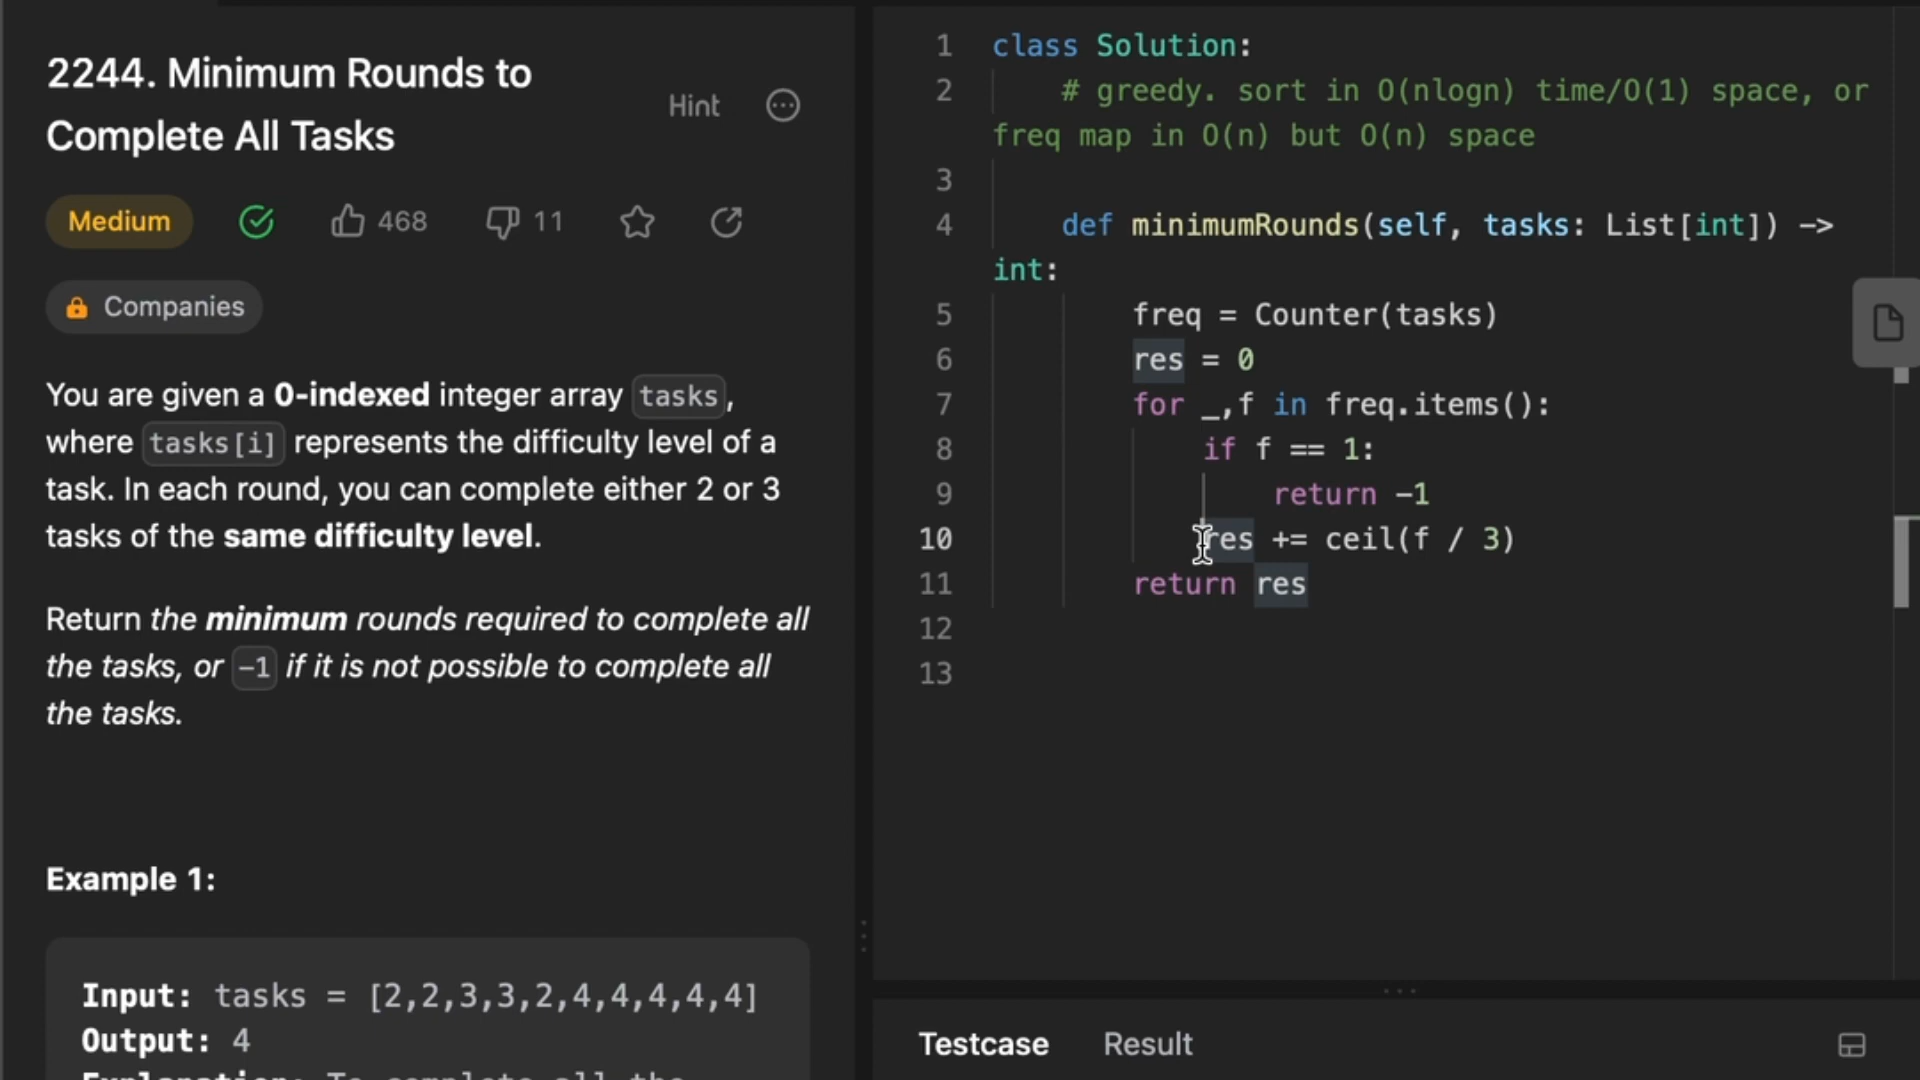 2244. Minimum Rounds to
Complete All Tasks
Hint
Medium
468
11
Companies
You are given a 0-indexed integer array tasks,
where tasks[i] represents the difficulty level of a
task. In each round, you can complete either 2 or 3
tasks of the same difficulty level.
Return the minimum rounds required to complete all
the tasks, or -1 if it is not possible to complete all
the tasks.
Example 1:
Input: tasks = [2,2,3,3,2,4,4,4,4,4]
Output: 4
Explanation: To complete all the
1 class Solution:
2 # greedy. sort in O(nlogn) time/O(1) space, or
freq map in O(n) but O(n) space
3
4 def minimumRounds(self, tasks: List[int]) ->
int:
5 freq = Counter(tasks)
6 res = 0
7 for _,f in freq.items():
8 if f == 1:
9 return -1
10 res += ceil(f / 3)
11 return res
12
13
Testcase
Result